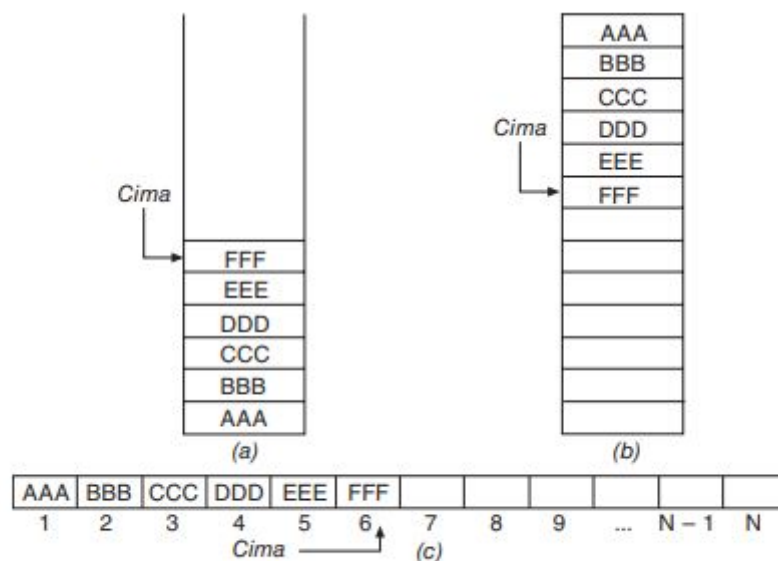 Cima
FFF
EEE
DDD
CCC
BBB
AAA
(a)
AAA
BBB
CCC
DDD
EEE
FFF
Cima
(b)
AAA BBB CCC DDD EEE FFF
1 2 3 4 5 6 7 8 9 ... N – 1 N
Cima (c)